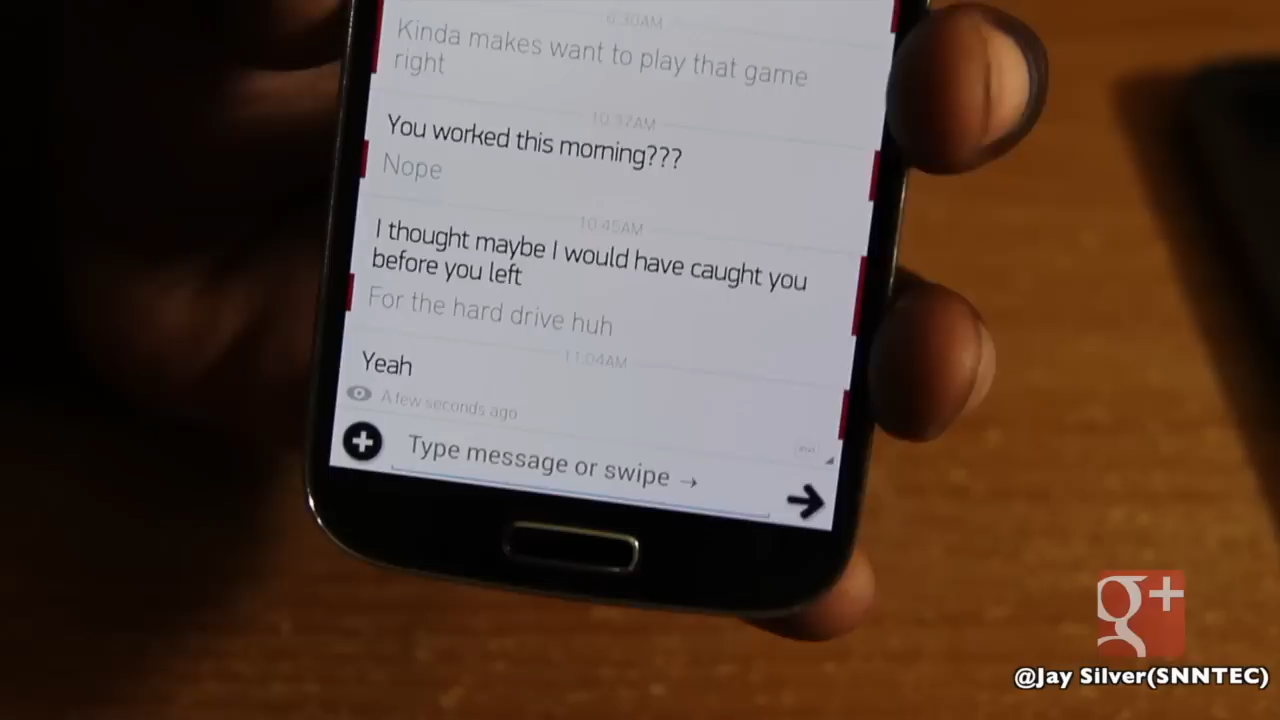 6:30AM
Kinda makes want to play that game
right
10:37AM
You worked this morning???
Nope
10:45AM
I thought maybe I would have caught you
before you left
For the hard drive huh
11:04AM
Yeah
A few seconds ago
Type message or swipe →
g+
@Jay Silver(SNNTEC)